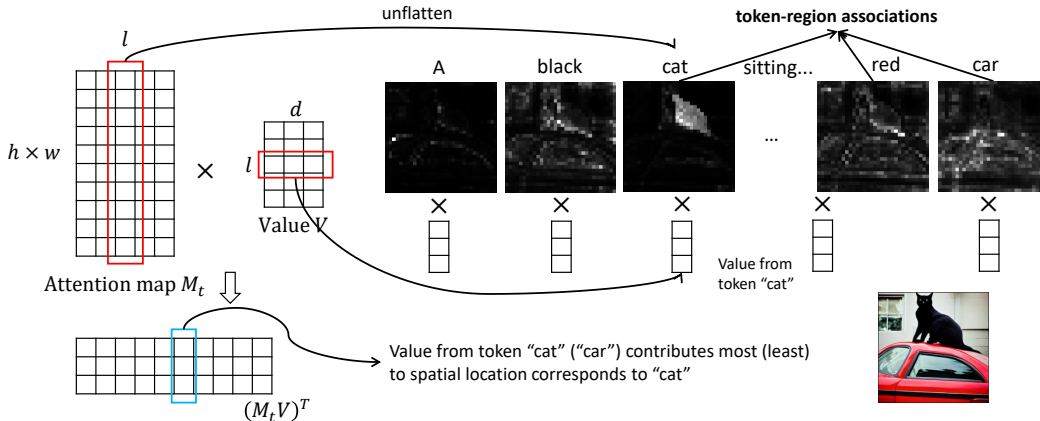 unflatten
token-region associations
l
A
black
cat
sitting...
red
car
d
h × w
×
l
...
Value V
×
×
×
×
×
Attention map M_t
Value from
token “cat”
Value from token “cat” (“car”) contributes most (least)
to spatial location corresponds to “cat”
(M_tV)^T